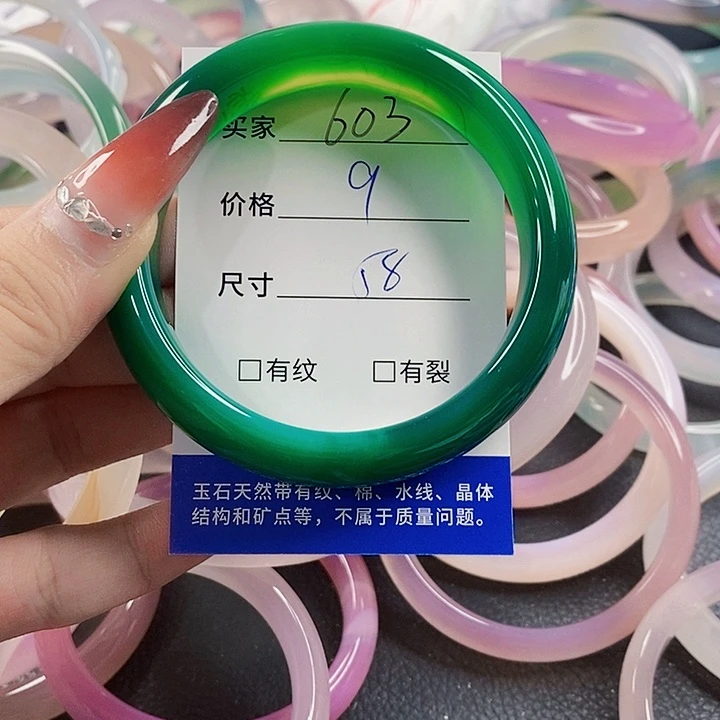 买家 603
价格 9
尺寸 58
□有纹 □有裂
玉石天然带有纹、棉、水线、晶体
结构和矿点等，不属于质量问题。